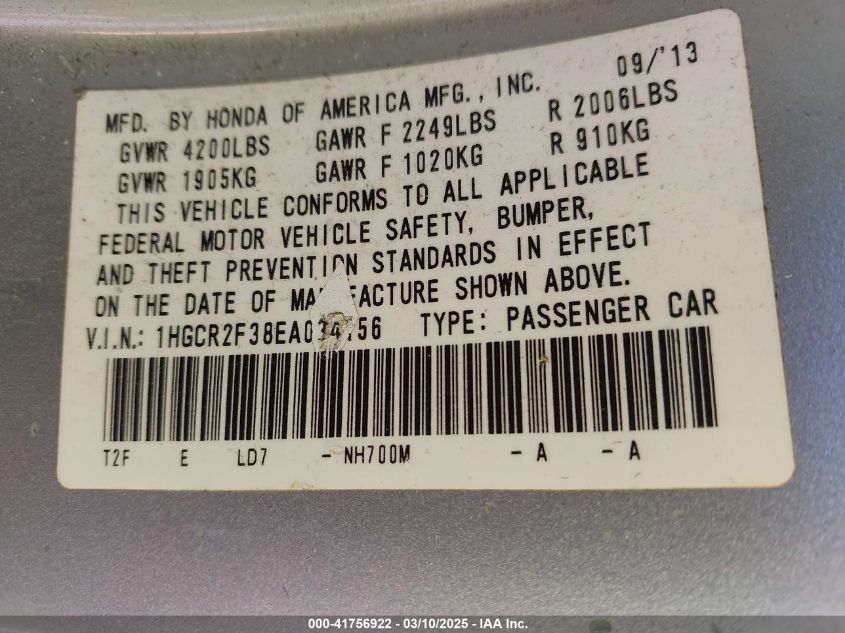 09/'13
MFD. BY HONDA OF AMERICA MFG., INC.
GVWR 4200LBS GAWR F 2249LBS R 2006LBS
GVWR 1905KG GAWR F 1020KG R 910KG
THIS VEHICLE CONFORMS TO ALL APPLICABLE
FEDERAL MOTOR VEHICLE SAFETY, BUMPER,
AND THEFT PREVENTION STANDARDS IN EFFECT
ON THE DATE OF MANUFACTURE SHOWN ABOVE.
V.I.N.: TYPE: PASSENGER CAR
T2F E LD7 - NH700M - A - A
000-41756922 — 03/10/2025 — IAA Inc.